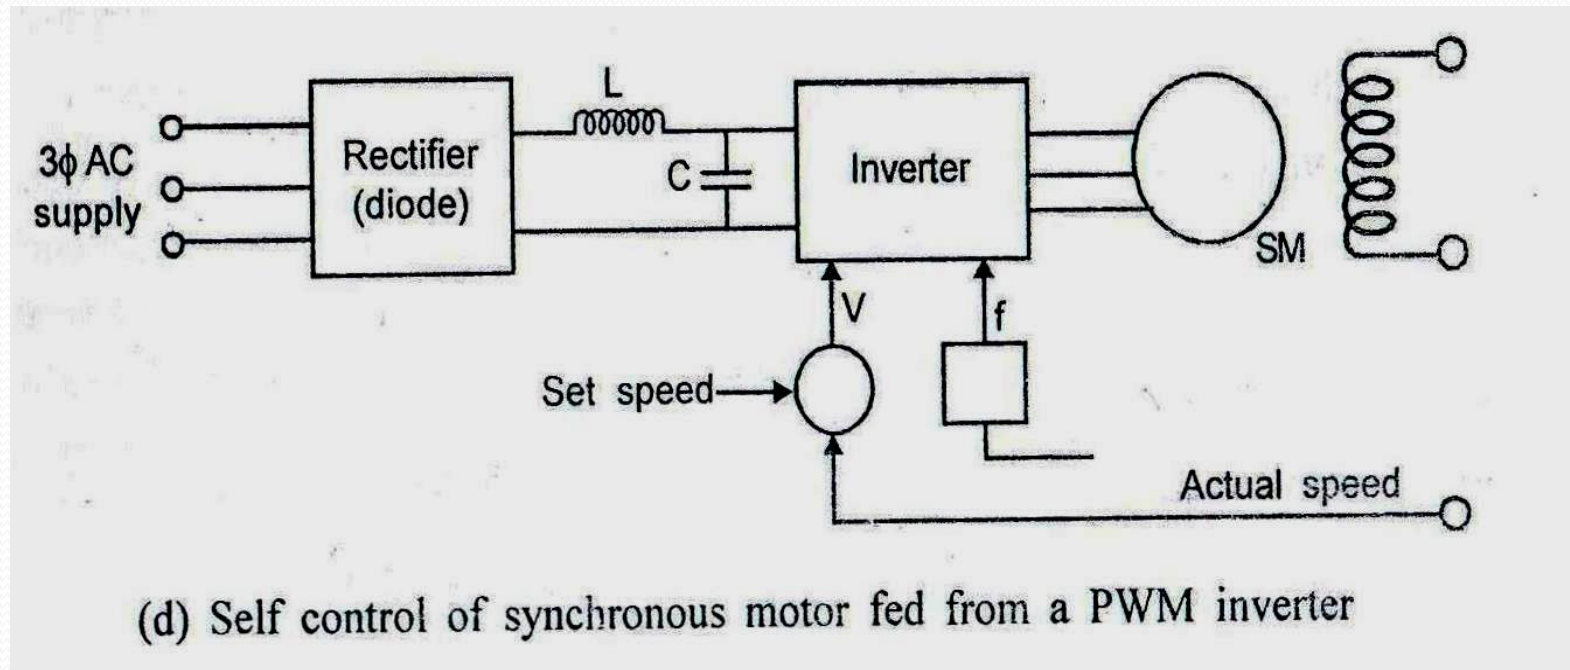 L
3ϕ AC
supply
Rectifier
(diode)
C
Inverter
SM
V
f
Set speed
Actual speed
(d) Self control of synchronous motor fed from a PWM inverter